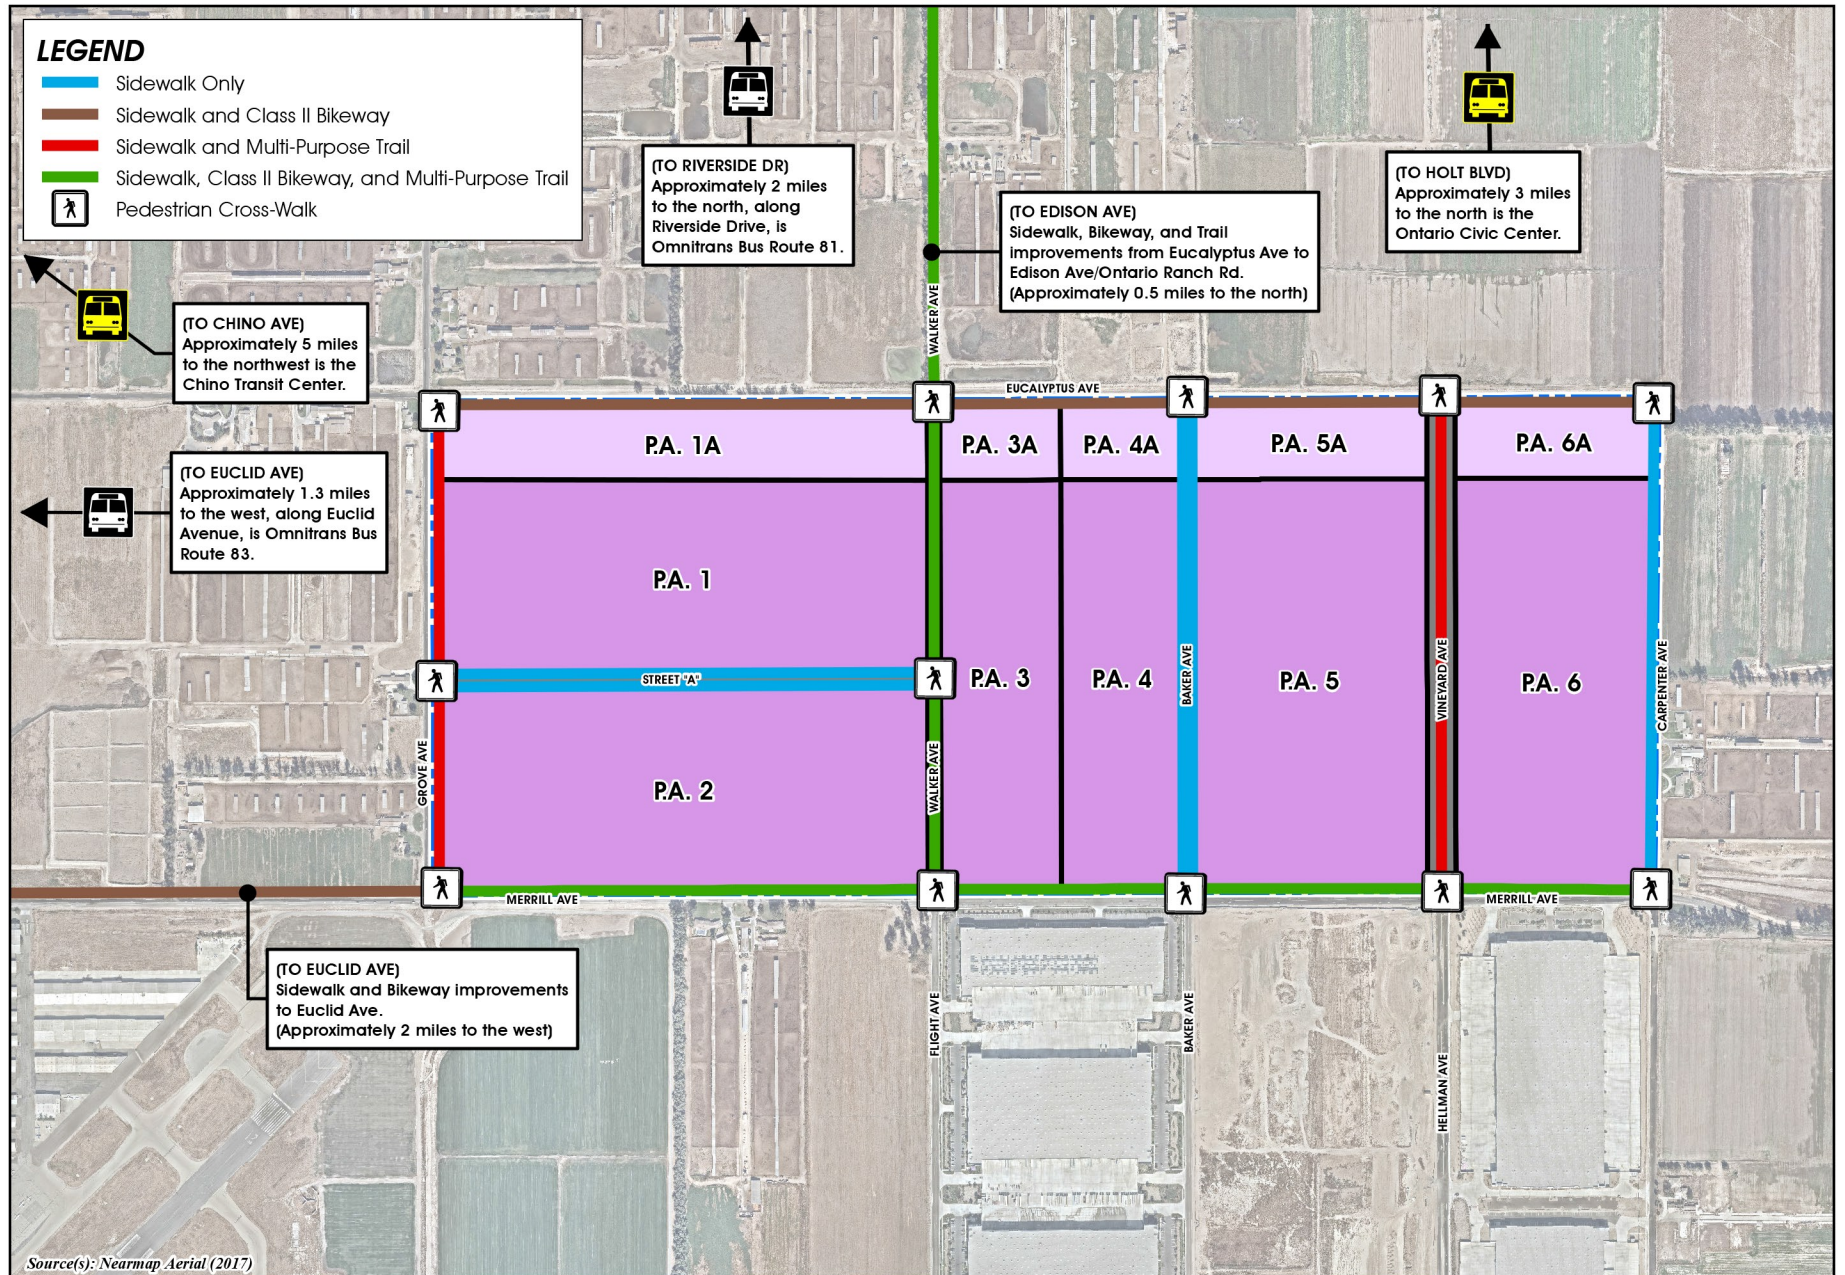 LEGEND
Sidewalk Only
Sidewalk and Class II Bikeway
Sidewalk and Multi-Purpose Trail
Sidewalk, Class II Bikeway, and Multi-Purpose Trail
Pedestrian Cross-Walk
(TO RIVERSIDE DR)
Approximately 2 miles
to the north, along
Riverside Drive, is
Omnitrans Bus Route 81.
(TO HOLT BLVD)
Approximately 3 miles
to the north is the
Ontario Civic Center.
(TO EDISON AVE)
Sidewalk, Bikeway, and Trail
improvements from Eucalyptus Ave to
Edison Ave/Ontario Ranch Rd.
(Approximately 0.5 miles to the north)
(TO CHINO AVE)
Approximately 5 miles
to the northwest is the
Chino Transit Center.
WALKER AVE
EUCALYPTUS AVE
P.A. 1A
P.A. 3A
P.A. 4A
P.A. 5A
P.A. 6A
(TO EUCLID AVE)
Approximately 1.3 miles
to the west, along Euclid
Avenue, is Omnitrans Bus
Route 83.
P.A. 1
STREET "A"
P.A. 3
P.A. 4
BAKER AVE
P.A. 5
VINEYARD AVE
P.A. 6
CARPENTER AVE
GROVE AVE
P.A. 2
WALKER AVE
MERRILL AVE
MERRILL AVE
(TO EUCLID AVE)
Sidewalk and Bikeway improvements
to Euclid Ave.
(Approximately 2 miles to the west)
FLIGHT AVE
BAKER AVE
HELLMAN AVE
Source(s): Nearmap Aerial (2017)